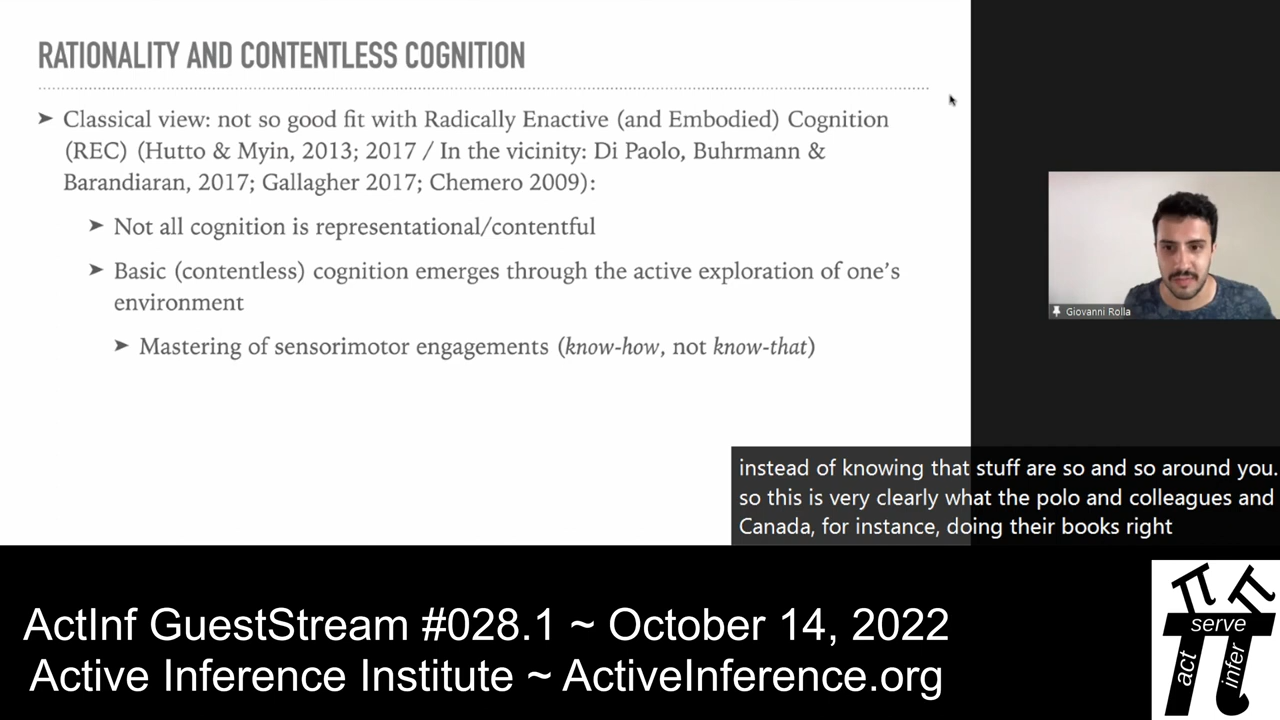 RATIONALITY AND CONTENTLESS COGNITION
➤ Classical view: not so good fit with Radically Enactive (and Embodied) Cognition
(REC) (Hutto & Myin, 2013; 2017 / In the vicinity: Di Paolo, Buhrmann &
Barandiaran, 2017; Gallagher 2017; Chemero 2009):
➤ Not all cognition is representational/contentful
➤ Basic (contentless) cognition emerges through the active exploration of one's
environment
➤ Mastering of sensorimotor engagements (know-how, not know-that)
Giovanni Rolla
instead of knowing that stuff are so and so around you.
so this is very clearly what the polo and colleagues and
Canada, for instance, doing their books right
ActInf GuestStream #028.1 ~ October 14, 2022
Active Inference Institute ~ ActiveInference.org
serve
act
infer